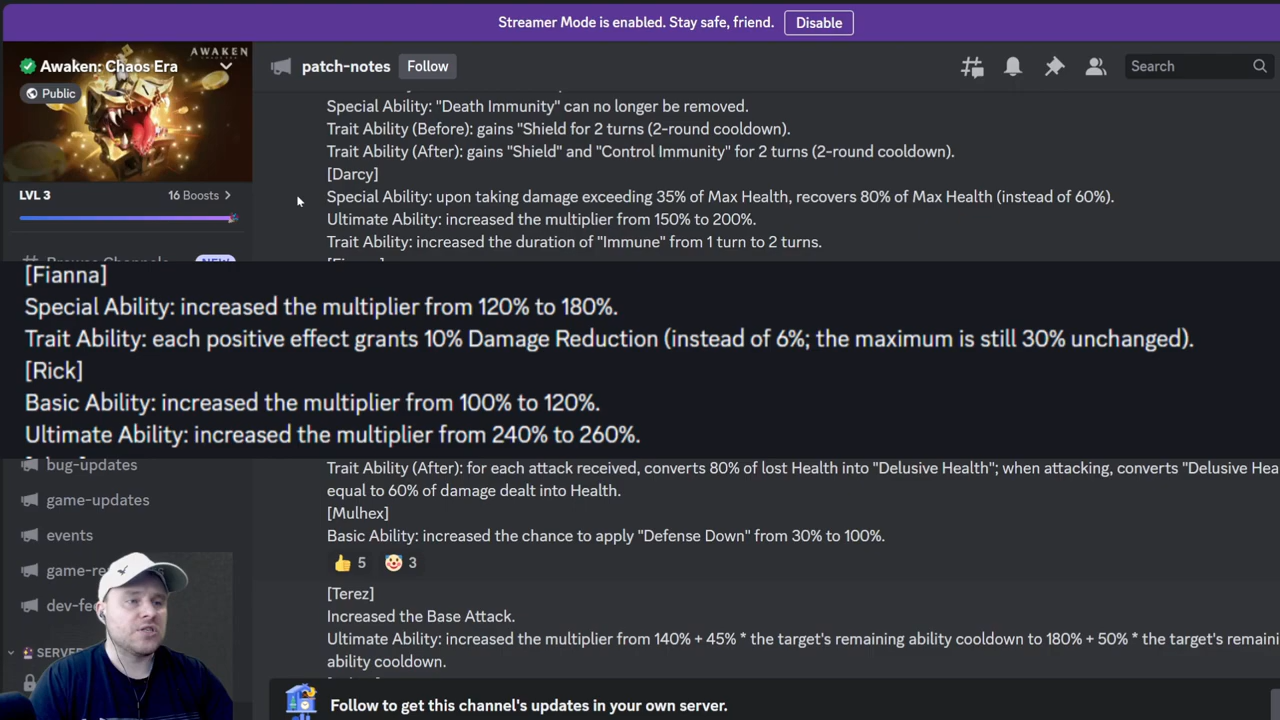 Streamer Mode is enabled. Stay safe, friend.
Disable
AWAKEN
CHAOS ERA
Awaken: Chaos Era
Public
LVL 3
16 Boosts
patch-notes
Follow
Search
Special Ability: "Death Immunity" can no longer be removed.
Trait Ability (Before): gains "Shield for 2 turns (2-round cooldown).
Trait Ability (After): gains "Shield" and "Control Immunity" for 2 turns (2-round cooldown).
[Darcy]
Special Ability: upon taking damage exceeding 35% of Max Health, recovers 80% of Max Health (instead of 60%).
Ultimate Ability: increased the multiplier from 150% to 200%.
Trait Ability: increased the duration of "Immune" from 1 turn to 2 turns.
[Fianna]
Special Ability: increased the multiplier from 120% to 180%.
Trait Ability: each positive effect grants 10% Damage Reduction (instead of 6%; the maximum is still 30% unchanged).
[Rick]
Basic Ability: increased the multiplier from 100% to 120%.
Ultimate Ability: increased the multiplier from 240% to 260%.
bug-updates
game-updates
events
game-re
dev-fe
SERVER
Trait Ability (After): for each attack received, converts 80% of lost Health into "Delusive Health"; when attacking, converts "Delusive Hea
equal to 60% of damage dealt into Health.
[Mulhex]
Basic Ability: increased the chance to apply "Defense Down" from 30% to 100%.
5
3
[Terez]
Increased the Base Attack.
Ultimate Ability: increased the multiplier from 140% + 45% * the target's remaining ability cooldown to 180% + 50% * the target's remaini
ability cooldown.
Follow to get this channel's updates in your own server.